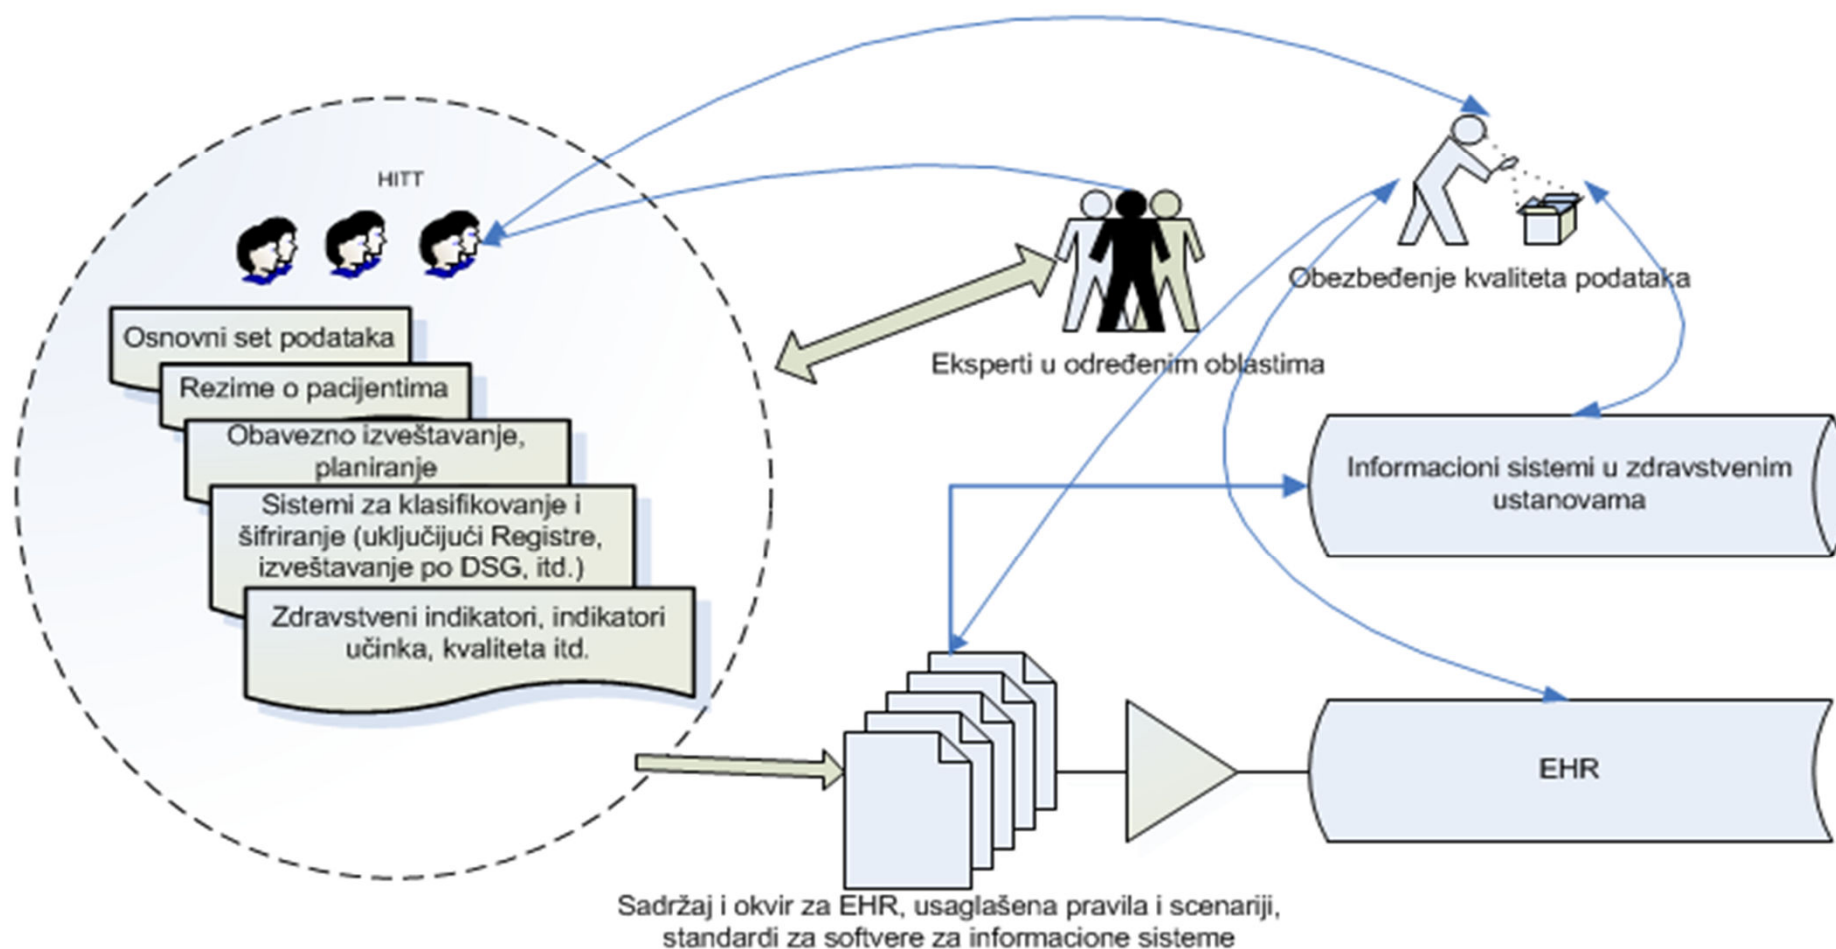 HITT
Osnovni set podataka
Rezime o pacijentima
Obavezno izveštavanje,
planiranje
Sistemi za klasifikovanje i
šifriranje (uključijući Registre,
izveštavanje po DSG, itd.)
Zdravstveni indikatori, indikatori
učinka, kvaliteta itd.
Eksperti u određenim oblastima
Obezbeđenje kvaliteta podataka
Informacioni sistemi u zdravstvenim
ustanovama
EHR
Sadržaj i okvir za EHR, usaglašena pravila i scenariji,
standardi za softvere za informacione sisteme